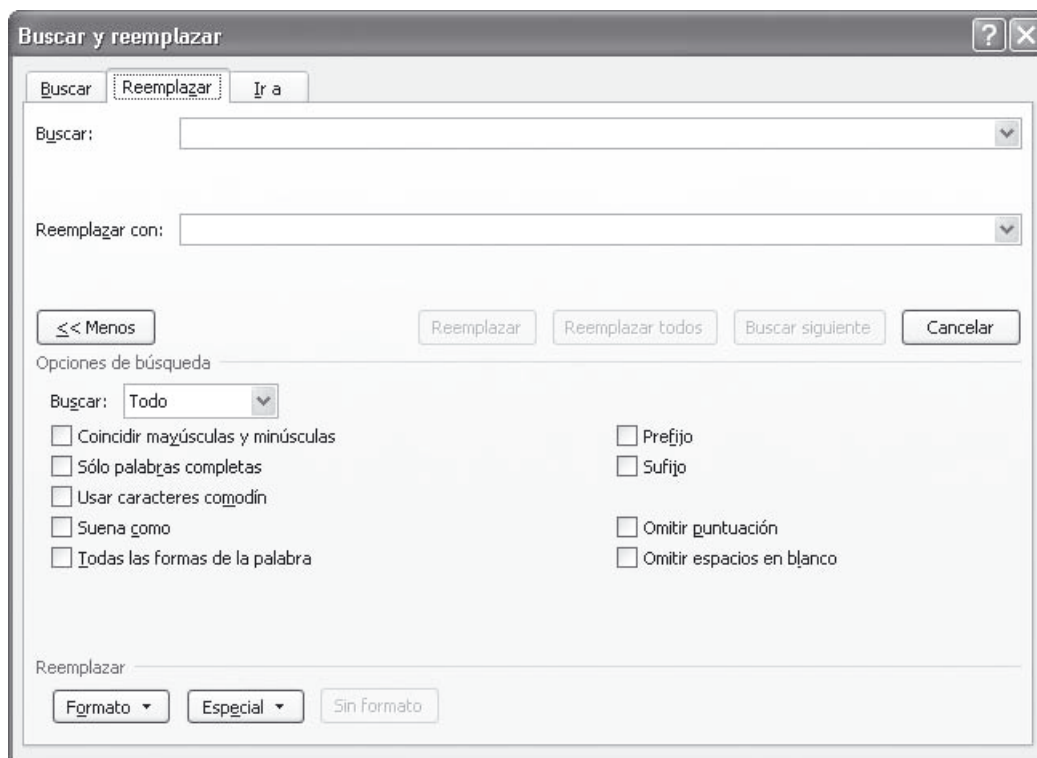 Buscar y reemplazar
Buscar Reemplazar Ir a
Buscar:
Reemplazar con:
<< Menos Reemplazar Reemplazar todos Buscar siguiente Cancelar
Opciones de búsqueda
Buscar: Todo
Coincidir mayúsculas y minúsculas Prefijo
Sólo palabras completas Sufijo
Usar caracteres comodín
Suena como Omitir puntuación
Todas las formas de la palabra Omitir espacios en blanco
Reemplazar
Formato Especial Sin formato